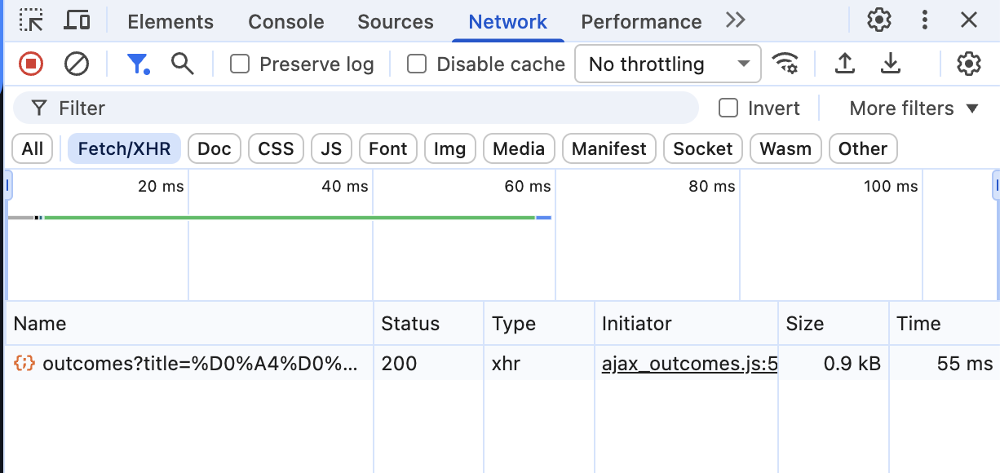 Elements Console Sources Network Performance
Preserve log Disable cache No throttling
Filter Invert More filters
All Fetch/XHR Doc CSS JS Font Img Media Manifest Socket Wasm Other
20 ms 40 ms 60 ms 80 ms 100 ms
Name Status Type Initiator Size Time
outcomes?title=%D0%A4%D0%... 200 xhr ajax_outcomes.js:5 0.9 kB 55 ms